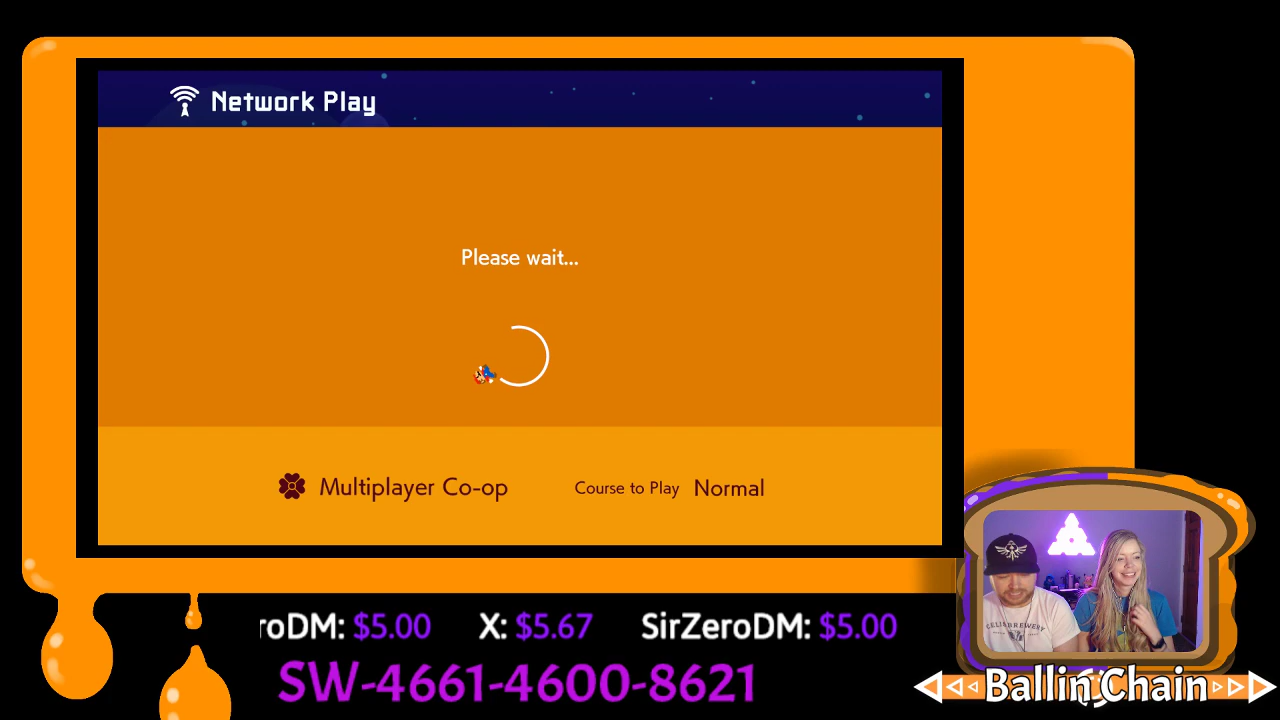 Network Play
Please wait...
Multiplayer Co-op
Course to Play Normal
roDM: $5.00 X: $5.67 SirZeroDM: $5.00
SW-4661-4600-8621
Ballin Chain